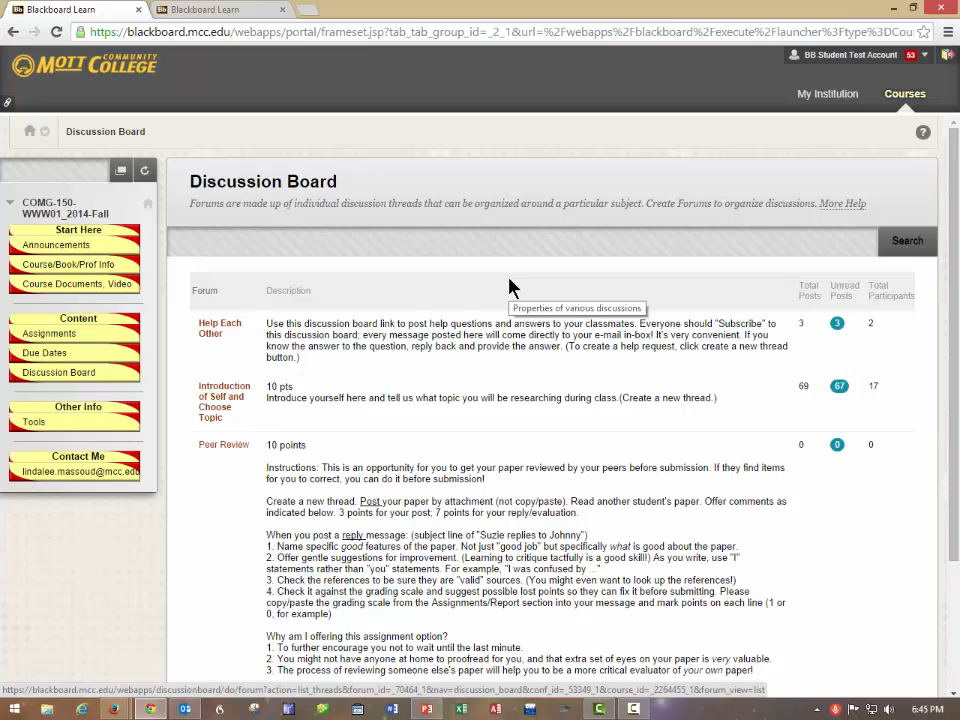 Blackboard Learn
Blackboard Learn
https://blackboard.mcc.edu/webapps/portal/frameset.jsp?tab_tab_group_id=_2_1&url=%2Fwebapps%2Fblackboard%2Fexecute%2Flauncher%3Ftype%3DCour
MOTT COMMUNITY COLLEGE
BB Student Test Account 53
My Institution
Courses
Discussion Board
?
COMG-150-
WWW01_2014-Fall
Start Here
Announcements
Course/Book/Prof Info
Course Documents, Video
Content
Assignments
Due Dates
Discussion Board
Other Info
Tools
Contact Me
lindalee.massoud@mcc.edu
Discussion Board
Forums are made up of individual discussion threads that can be organized around a particular subject. Create Forums to organize discussions. More Help
Search
Forum
Description
Total Posts
Unread Posts
Total Participants
Properties of various discussions
Help Each Other
Use this discussion board link to post help questions and answers to your classmates. Everyone should "Subscribe" to
this discussion board; every message posted here will come directly to your e-mail in-box! It's very convenient. If you
know the answer to the question, reply back and provide the answer. (To create a help request, click create a new thread
button.)
3
3
2
Introduction
of Self and
Choose
Topic
10 pts
Introduce yourself here and tell us what topic you will be researching during class.(Create a new thread.)
69
67
17
Peer Review
10 points
0
0
0
Instructions: This is an opportunity for you to get your paper reviewed by your peers before submission. If they find items
for you to correct, you can do it before submission!
Create a new thread. Post your paper by attachment (not copy/paste). Read another student's paper. Offer comments as
indicated below. 3 points for your post; 7 points for your reply/evaluation.
When you post a reply message: (subject line of "Suzie replies to Johnny")
1. Name specific good features of the paper. Not just "good job" but specifically what is good about the paper.
2. Offer gentle suggestions for improvement. (Learning to critique tactfully is a good skill!) As you write, use "I"
statements rather than "you" statements. For example, "I was confused by ..."
3. Check the references to be sure they are "valid" sources. (You might even want to look up the references!)
4. Check it against the grading scale and suggest possible lost points so they can fix it before submitting. Please
copy/paste the grading scale from the Assignments/Report section into your message and mark points on each line (1 or
0, for example)
Why am I offering this assignment option?
1. To further encourage you not to wait until the last minute.
2. You might not have anyone at home to proofread for you, and that extra set of eyes on your paper is very valuable.
3. The process of reviewing someone else's paper will help you to be a more critical evaluator of your own paper!
https://blackboard.mcc.edu/webapps/discussionboard/do/forum?action=list_threads&forum_id=_70464_1&nav=discussion_board&conf_id=_53349_1&course_id=_2264455_1&forum_view=list
6:45 PM